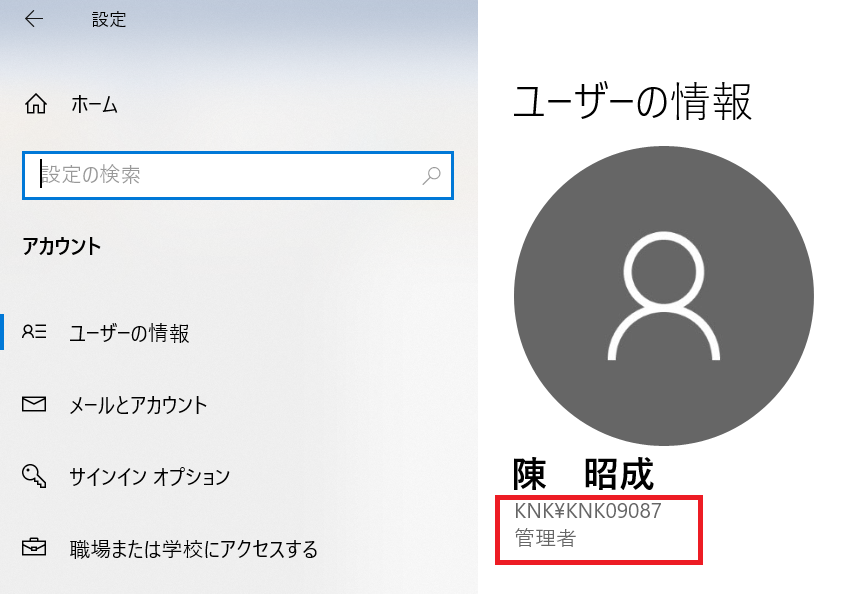 設定
ホーム
設定の検索
アカウント
ユーザーの情報
メールとアカウント
サインイン オプション
職場または学校にアクセスする
ユーザーの情報
陳　昭成
KNK¥KNK09087
管理者